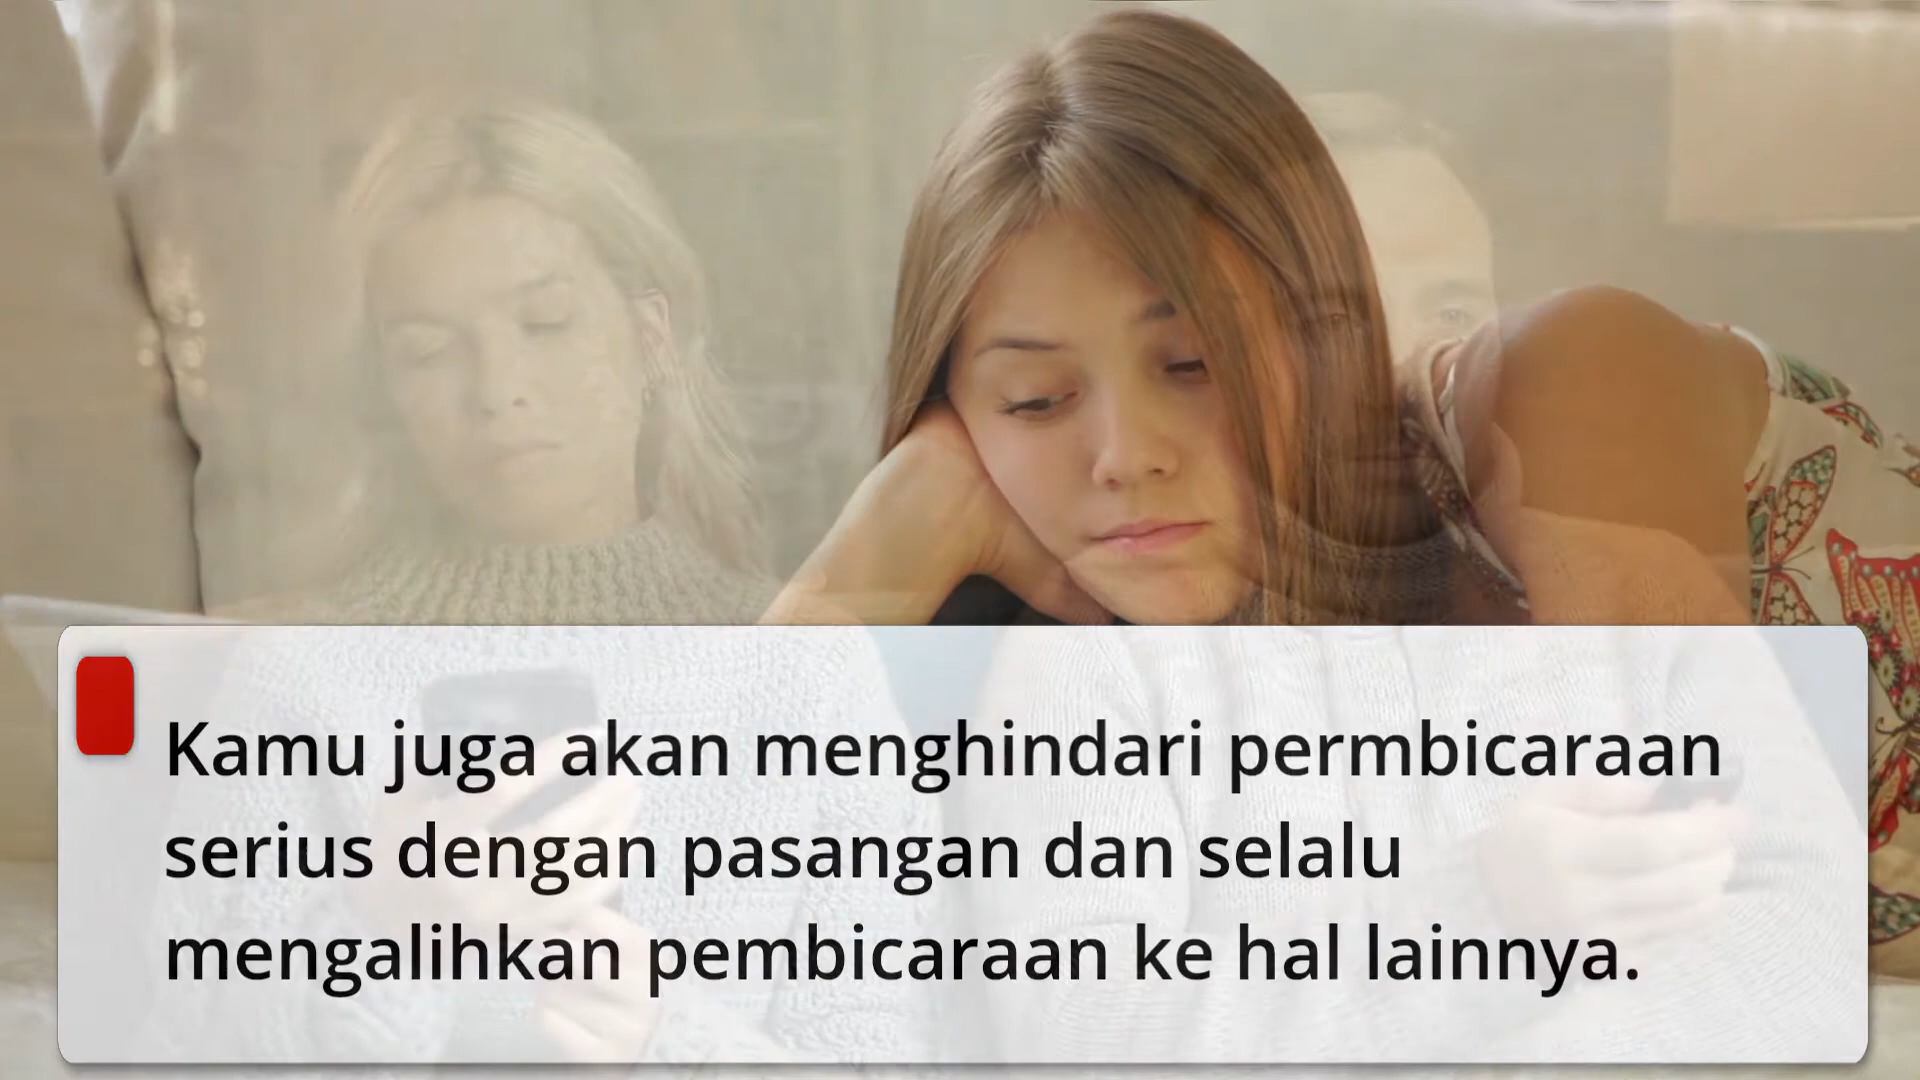 Kamu juga akan menghindari permbicaraan
serius dengan pasangan dan selalu
mengalihkan pembicaraan ke hal lainnya.